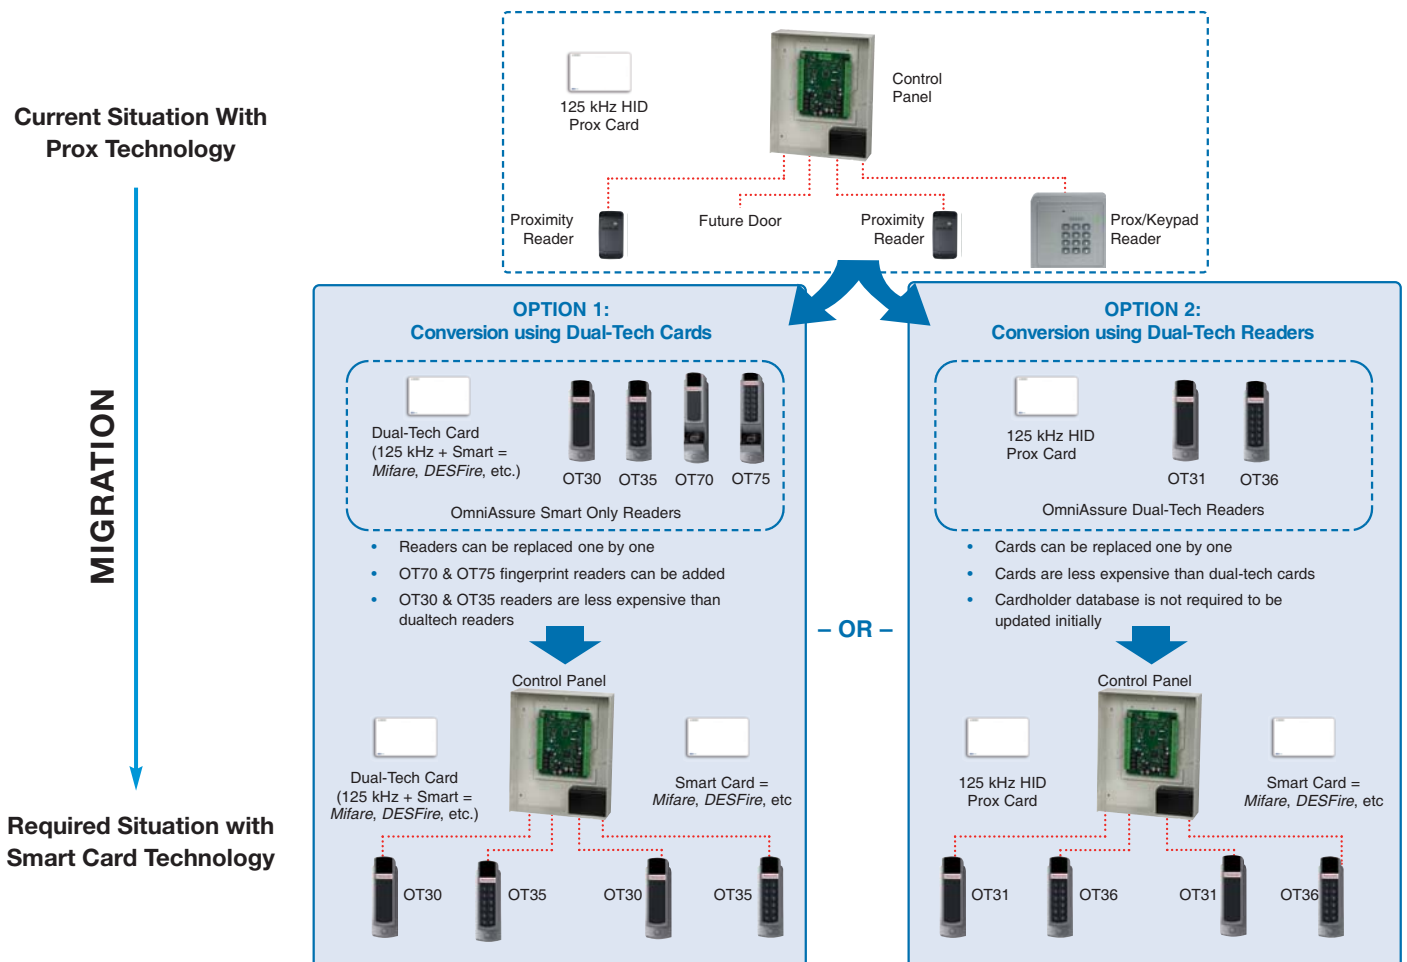 Current Situation With
Prox Technology
MIGRATION
Required Situation with
Smart Card Technology
125 kHz HID
Prox Card
Control
Panel
Proximity
Reader
Future Door
Proximity
Reader
Prox/Keypad
Reader
OPTION 1:
Conversion using Dual-Tech Cards
Dual-Tech Card
(125 kHz + Smart =
Mifare, DESFire, etc.)
OT30
OT35
OT70
OT75
OmniAssure Smart Only Readers
• Readers can be replaced one by one
• OT70 & OT75 fingerprint readers can be added
• OT30 & OT35 readers are less expensive than
dualtech readers
Control Panel
Dual-Tech Card
(125 kHz + Smart =
Mifare, DESFire, etc.)
Smart Card =
Mifare, DESFire, etc
OT30
OT35
OT30
OT35
– OR –
OPTION 2:
Conversion using Dual-Tech Readers
125 kHz HID
Prox Card
OT31
OT36
OmniAssure Dual-Tech Readers
• Cards can be replaced one by one
• Cards are less expensive than dual-tech cards
• Cardholder database is not required to be
updated initially
Control Panel
125 kHz HID
Prox Card
Smart Card =
Mifare, DESFire, etc
OT31
OT36
OT31
OT36